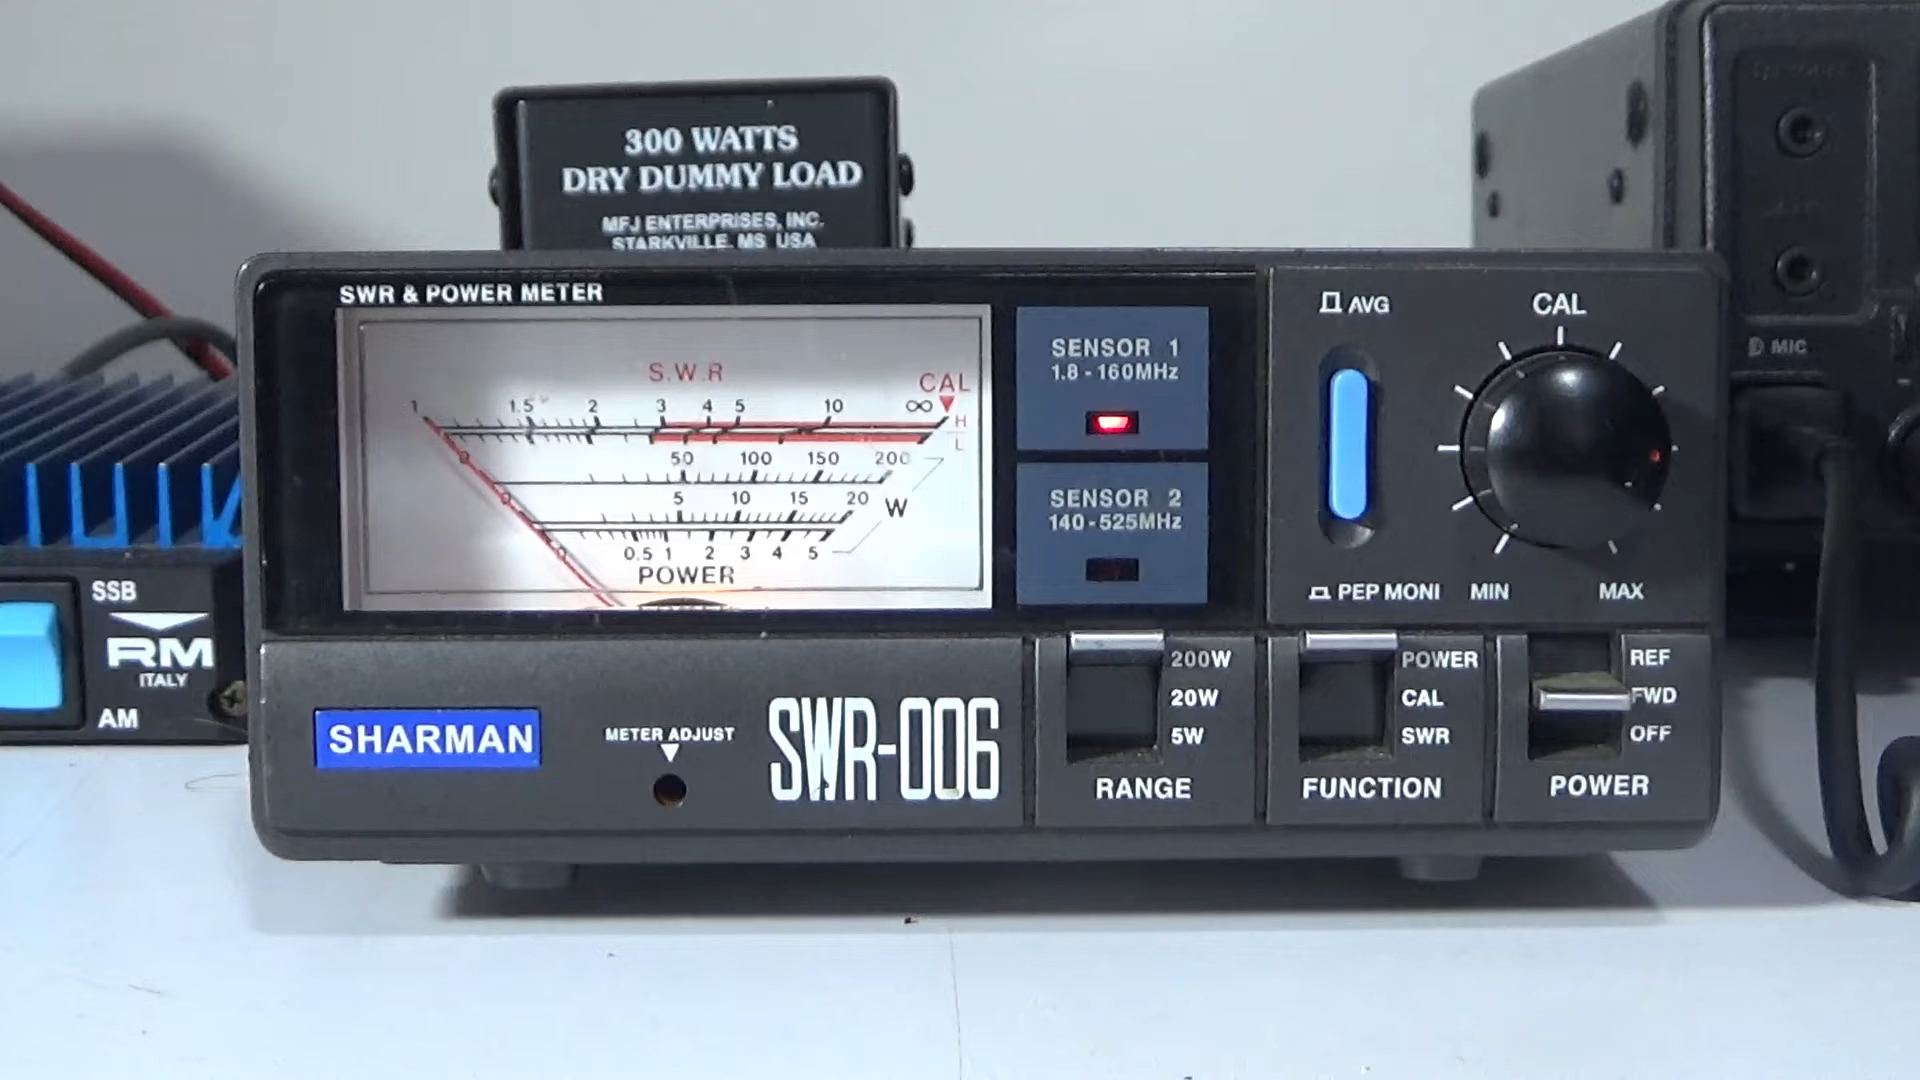 300 WATTS
DRY DUMMY LOAD
MFJ ENTERPRISES, INC.
STARKVILLE, MS USA
SWR & POWER METER
S.W.R
CAL
1 1.5 2 3 4 5 10 ∞
H
L
0 50 100 150 200
0 5 10 15 20
W
0 0.5 1 2 3 4 5
POWER
SENSOR 1
1.8 - 160MHz
SENSOR 2
140 - 525MHz
AVG
PEP MONI
CAL
MIN MAX
MIC
SSB
RM
ITALY
AM
SHARMAN
METER ADJUST
SWR-006
200W
20W
5W
RANGE
POWER
CAL
SWR
FUNCTION
REF
FWD
OFF
POWER